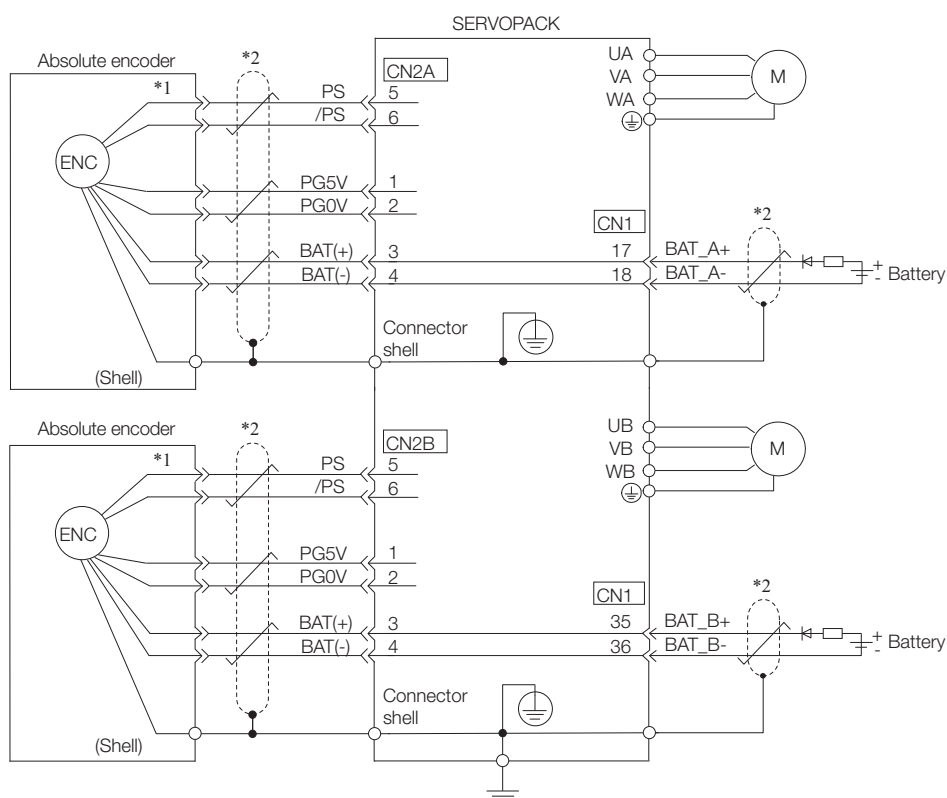 SERVOPACK
Absolute encoder
*1
*2
CN2A
ENC
PS 5
/PS 6
PG5V 1
PG0V 2
BAT(+) 3
BAT(-) 4
Connector
shell
(Shell)
UA
VA
WA
M
CN1
*2
17 BAT_A+
18 BAT_A-
+
- Battery
Absolute encoder
*1
*2
CN2B
ENC
PS 5
/PS 6
PG5V 1
PG0V 2
BAT(+) 3
BAT(-) 4
Connector
shell
(Shell)
UB
VB
WB
M
CN1
*2
35 BAT_B+
36 BAT_B-
+
- Battery